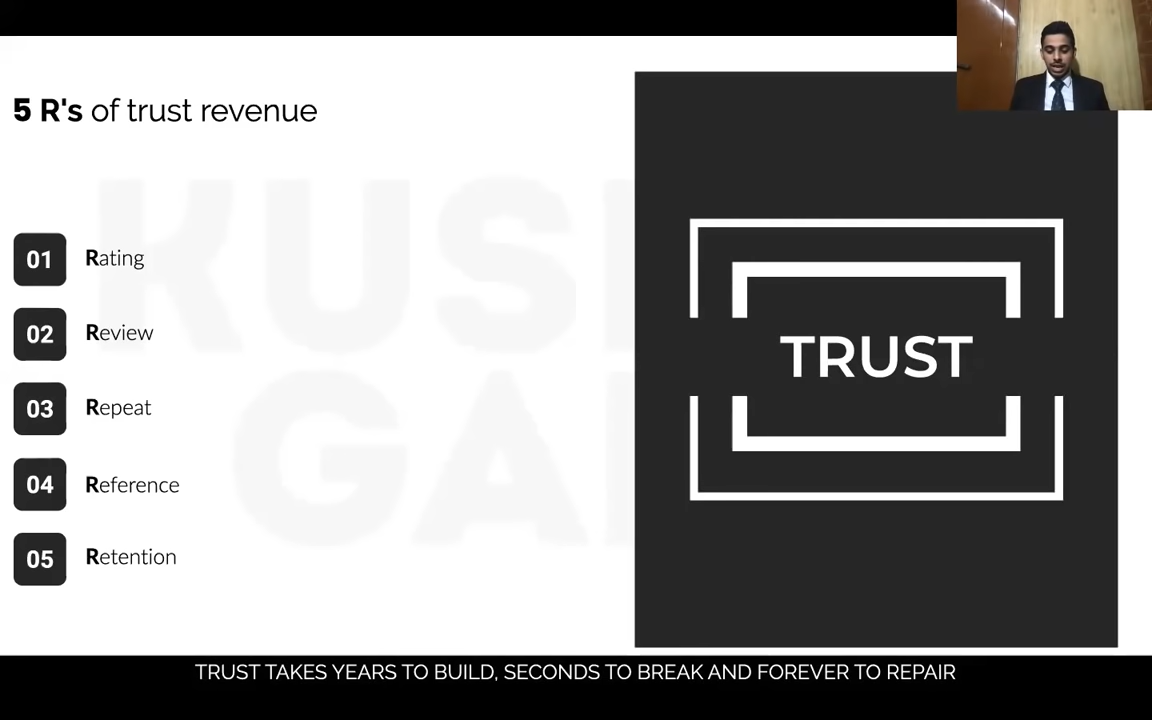 5 R's of trust revenue
01 Rating
02 Review
03 Repeat
04 Reference
05 Retention
TRUST
TRUST TAKES YEARS TO BUILD, SECONDS TO BREAK AND FOREVER TO REPAIR